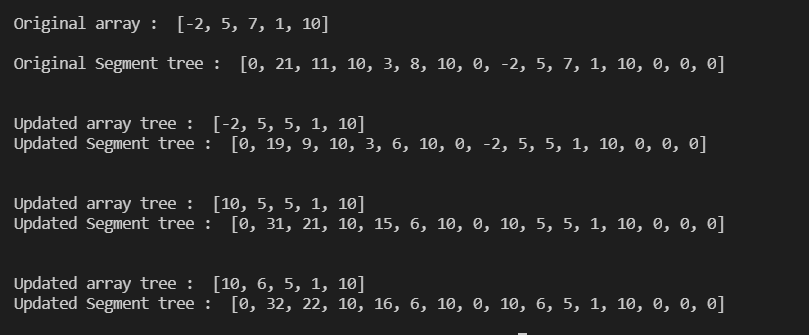 Original array :  [-2, 5, 7, 1, 10]
Original Segment tree :  [0, 21, 11, 10, 3, 8, 10, 0, -2, 5, 7, 1, 10, 0, 0, 0]
Updated array tree :  [-2, 5, 5, 1, 10]
Updated Segment tree :  [0, 19, 9, 10, 3, 6, 10, 0, -2, 5, 5, 1, 10, 0, 0, 0]
Updated array tree :  [10, 5, 5, 1, 10]
Updated Segment tree :  [0, 31, 21, 10, 15, 6, 10, 0, 10, 5, 5, 1, 10, 0, 0, 0]
Updated array tree :  [10, 6, 5, 1, 10]
Updated Segment tree :  [0, 32, 22, 10, 16, 6, 10, 0, 10, 6, 5, 1, 10, 0, 0, 0]